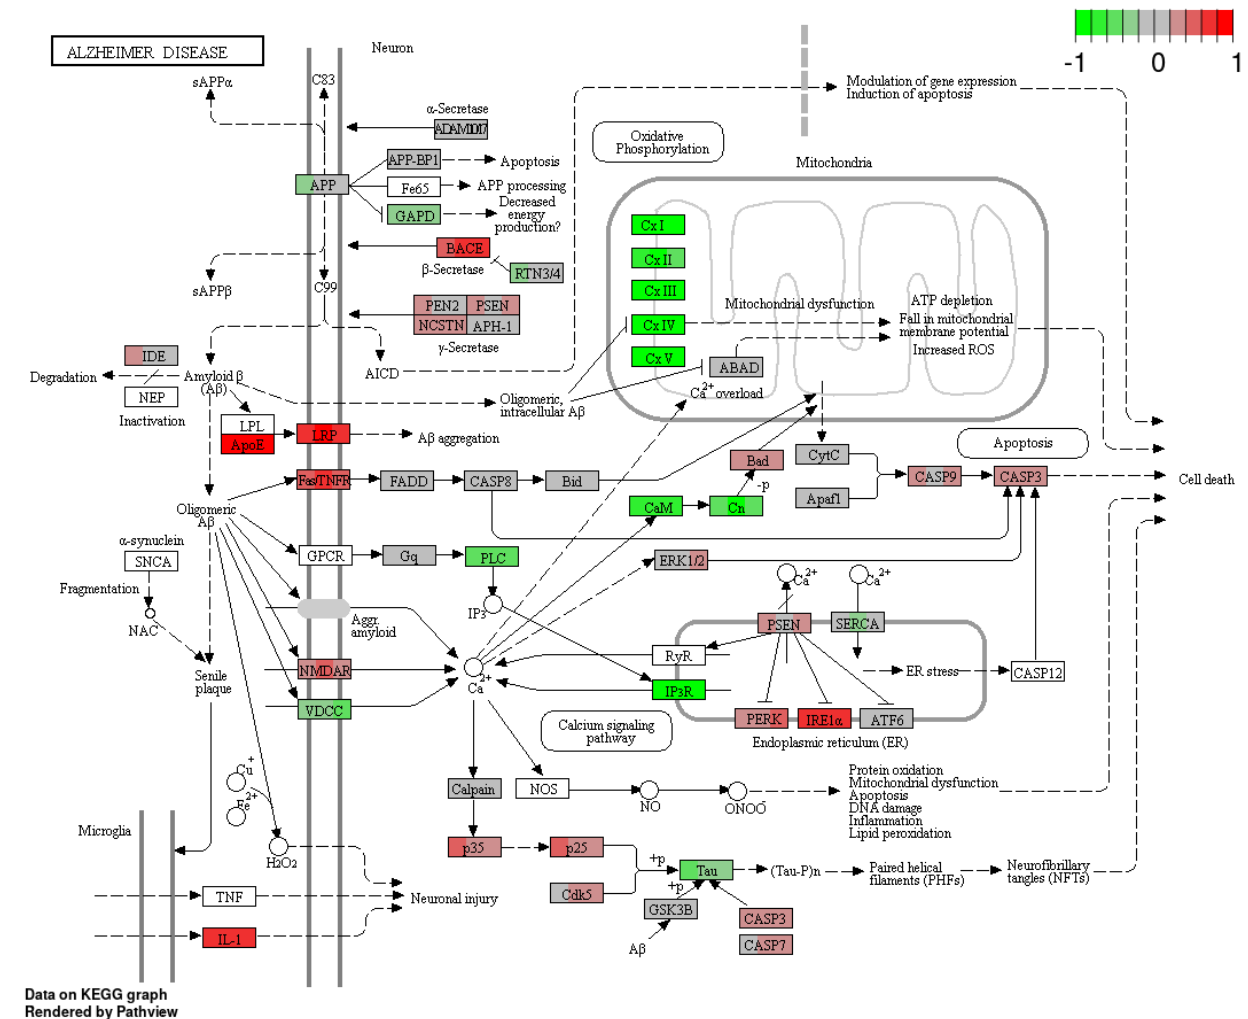 ALZHEIMER DISEASE
Neuron
-1 0 1
sAPPα
C83
α-Secretase
ADAM10
Modulation of gene expression
Induction of apoptosis
Oxidative
Phosphorylation
Mitochondria
APP
APP-BP1
Apoptosis
Fe65
APP processing
GAPD
Decreased
energy
production?
BACE
β-Secretase
RTN3/4
sAPPβ
C99
PEN2
PSEN
NCSTN
APH-1
γ-Secretase
Cx I
Cx II
Cx III
Cx IV
Cx V
Mitochondrial dysfunction
ATP depletion
Fall in mitochondrial
membrane potential
Increased ROS
ABAD
Ca2+ overload
IDE
Degradation
NEP
Inactivation
Amyloid β
(Aβ)
AICD
Oligomeric,
intracellular Aβ
LPL
ApoE
LRP
Aβ aggregation
Fas/TNFR
FADD
CASP8
Bid
Bad
-p
CytC
Apaf1
Apoptosis
CASP9
CASP3
Cell death
CaM
Cn
Oligomeric
Aβ
α-synuclein
SNCA
Fragmentation
NAC
GPCR
Gq
PLC
IP3
ERK1/2
Ca2+
Ca2+
Aggr.
amyloid
PSEN
SERCA
RyR
ER stress
CASP12
NMDAR
Ca2+
IP3R
VDCC
Senile
plaque
PERK
IRE1α
ATF6
Endoplasmic reticulum (ER)
Calcium signaling
pathway
Cu+
Fe2+
H2O2
Calpain
NOS
NO
ONOO-
Protein oxidation
Mitochondrial dysfunction
Apoptosis
DNA damage
Inflammation
Lipid peroxidation
Microglia
p35
p25
Cdk5
+p
+p
Tau
(Tau-P)n
Paired helical
filaments (PHFs)
Neurofibrillary
tangles (NFTs)
GSK3B
Aβ
CASP3
CASP7
TNF
IL-1
Neuronal injury
Data on KEGG graph
Rendered by Pathview